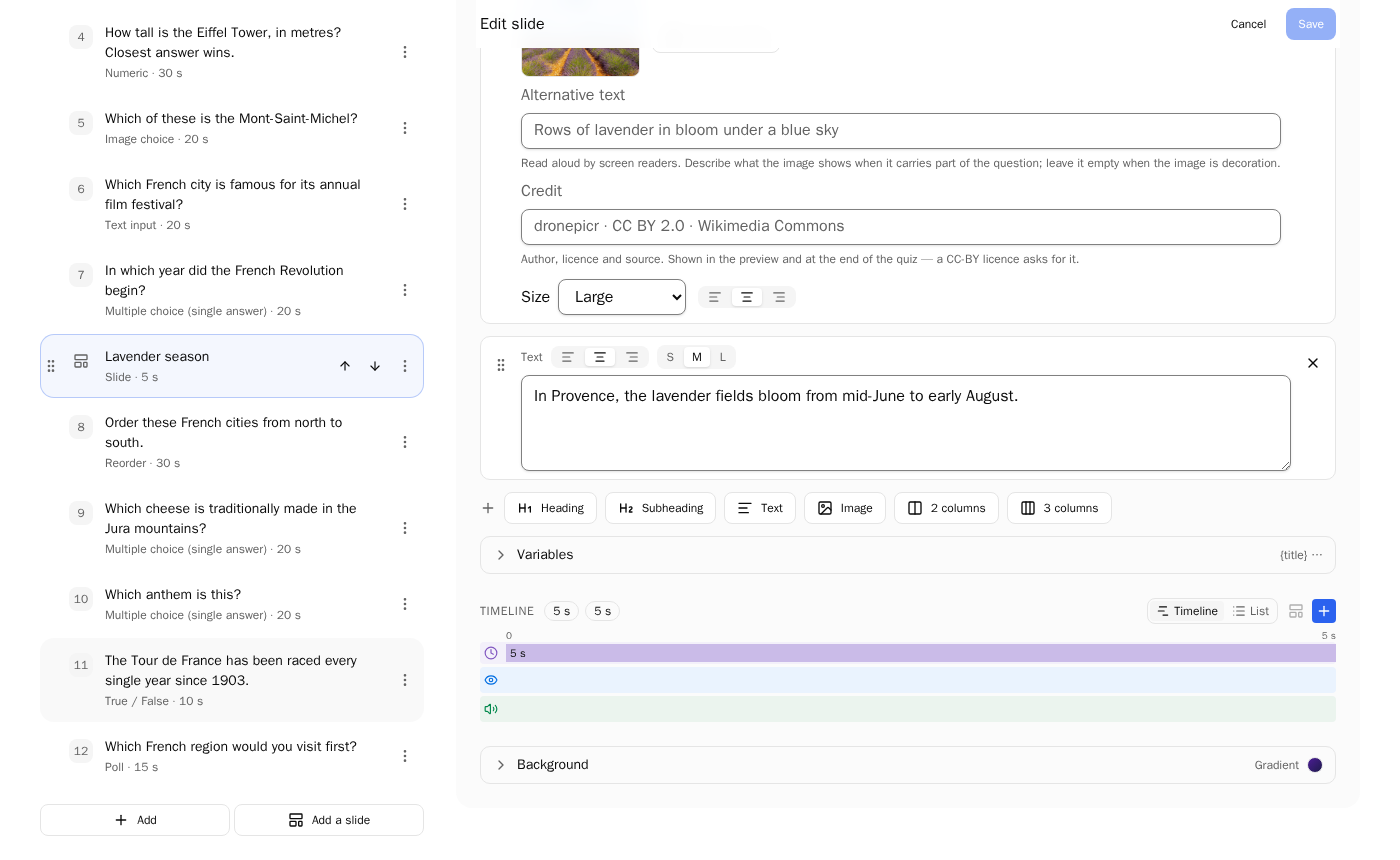 4
How tall is the Eiffel Tower, in metres?
Closest answer wins.
Numeric · 30 s
5
Which of these is the Mont-Saint-Michel?
Image choice · 20 s
6
Which French city is famous for its annual
film festival?
Text input · 20 s
7
In which year did the French Revolution
begin?
Multiple choice (single answer) · 20 s
Lavender season
Slide · 5 s
8
Order these French cities from north to
south.
Reorder · 30 s
9
Which cheese is traditionally made in the
Jura mountains?
Multiple choice (single answer) · 20 s
10
Which anthem is this?
Multiple choice (single answer) · 20 s
11
The Tour de France has been raced every
single year since 1903.
True / False · 10 s
12
Which French region would you visit first?
Poll · 15 s
Add
Add a slide
Edit slide
Cancel
Save
Alternative text
Rows of lavender in bloom under a blue sky
Read aloud by screen readers. Describe what the image shows when it carries part of the question; leave it empty when the image is decoration.
Credit
dronepicr · CC BY 2.0 · Wikimedia Commons
Author, licence and source. Shown in the preview and at the end of the quiz — a CC-BY licence asks for it.
Size Large
Text S M L
In Provence, the lavender fields bloom from mid-June to early August.
H1 Heading
H2 Subheading
Text
Image
2 columns
3 columns
Variables {title} ···
TIMELINE 5 s 5 s
Timeline
List
0 5 s
5 s
Background Gradient